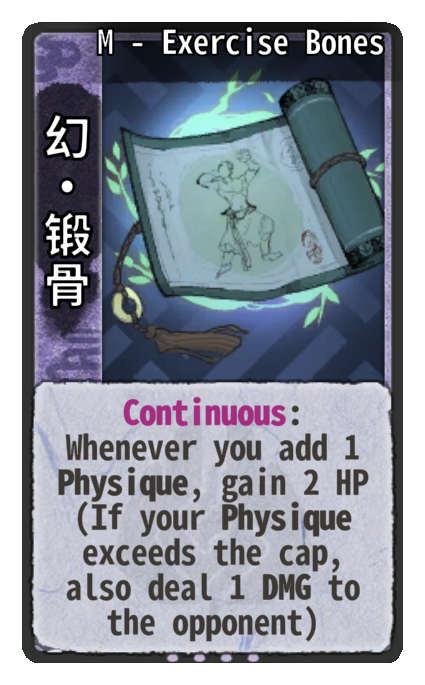 M - Exercise Bones
幻・锻骨
Continuous:
Whenever you add 1
Physique, gain 2 HP
(If your Physique
exceeds the cap,
also deal 1 DMG to
the opponent)